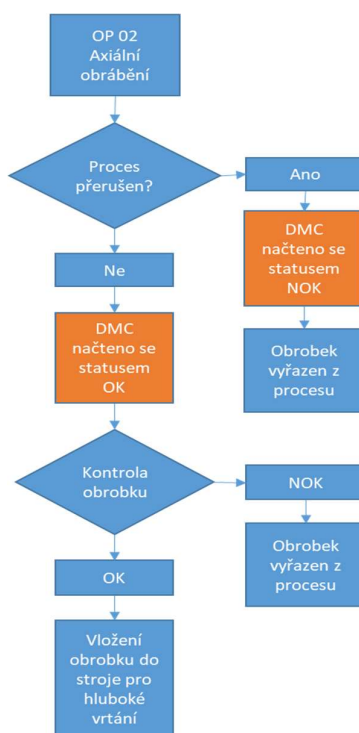 OP 02
Axiální
obrábění
Proces
přerušen?
Ano
DMC
načteno se
statusem
NOK
Ne
DMC
načteno se
statusem
OK
Obrobek
vyřazen z
procesu
Kontrola
obrobku
NOK
Obrobek
vyřazen z
procesu
OK
Vložení
obrobku do
stroje pro
hluboké
vrtání